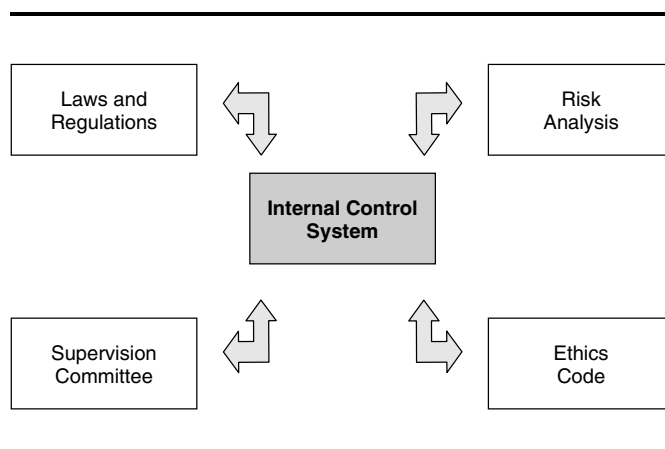 Laws and
Regulations
Risk
Analysis
Internal Control
System
Supervision
Committee
Ethics
Code